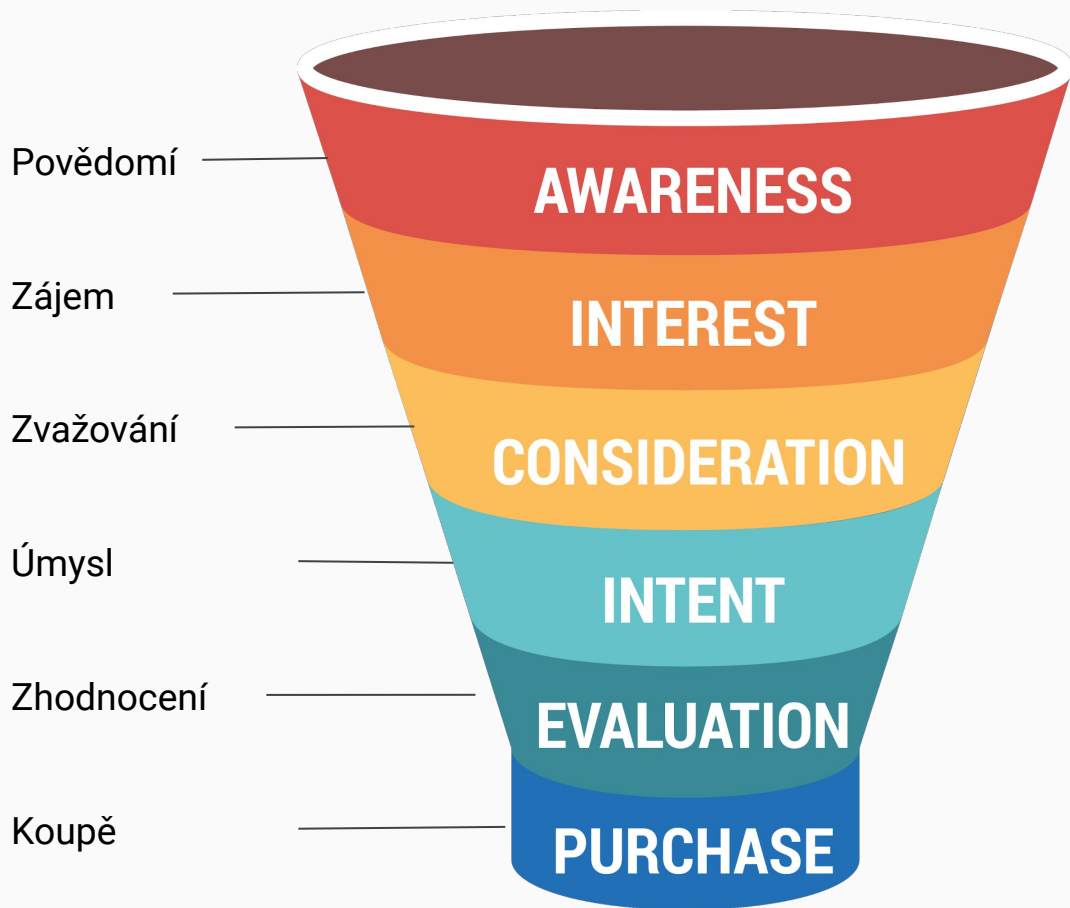 Povědomí
AWARENESS
Zájem
INTEREST
Zvažování
CONSIDERATION
Úmysl
INTENT
Zhodnocení
EVALUATION
Koupě
PURCHASE